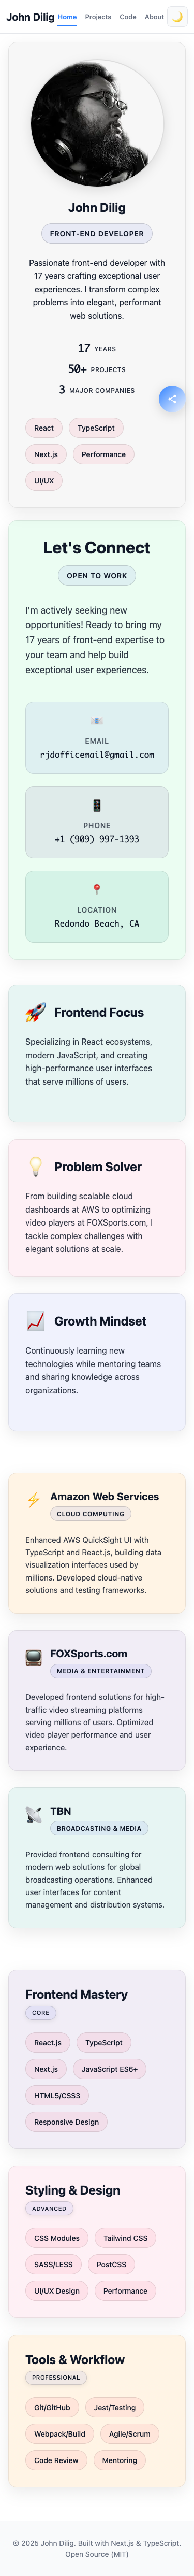 John Dilig Home Projects Code About
John Dilig
FRONT-END DEVELOPER
Passionate front-end developer with
17 years crafting exceptional user
experiences. I transform complex
problems into elegant, performant
web solutions.
17 YEARS
50+ PROJECTS
3 MAJOR COMPANIES
React TypeScript
Next.js Performance
UI/UX
Let's Connect
OPEN TO WORK
I'm actively seeking new
opportunities! Ready to bring my
17 years of front-end expertise to
your team and help build
exceptional user experiences.
EMAIL
rjdofficemail@gmail.com
PHONE
+1 (909) 997-1393
LOCATION
Redondo Beach, CA
Frontend Focus
Specializing in React ecosystems,
modern JavaScript, and creating
high-performance user interfaces
that serve millions of users.
Problem Solver
From building scalable cloud
dashboards at AWS to optimizing
video players at FOXSports.com, I
tackle complex challenges with
elegant solutions at scale.
Growth Mindset
Continuously learning new
technologies while mentoring teams
and sharing knowledge across
organizations.
Amazon Web Services
CLOUD COMPUTING
Enhanced AWS QuickSight UI with
TypeScript and React.js, building data
visualization interfaces used by
millions. Developed cloud-native
solutions and testing frameworks.
FOXSports.com
MEDIA & ENTERTAINMENT
Developed frontend solutions for high-
traffic video streaming platforms
serving millions of users. Optimized
video player performance and user
experience.
TBN
BROADCASTING & MEDIA
Provided frontend consulting for
modern web solutions for global
broadcasting operations. Enhanced
user interfaces for content
management and distribution systems.
Frontend Mastery
CORE
React.js TypeScript
Next.js JavaScript ES6+
HTML5/CSS3
Responsive Design
Styling & Design
ADVANCED
CSS Modules Tailwind CSS
SASS/LESS PostCSS
UI/UX Design Performance
Tools & Workflow
PROFESSIONAL
Git/GitHub Jest/Testing
Webpack/Build Agile/Scrum
Code Review Mentoring
© 2025 John Dilig. Built with Next.js & TypeScript.
Open Source (MIT)